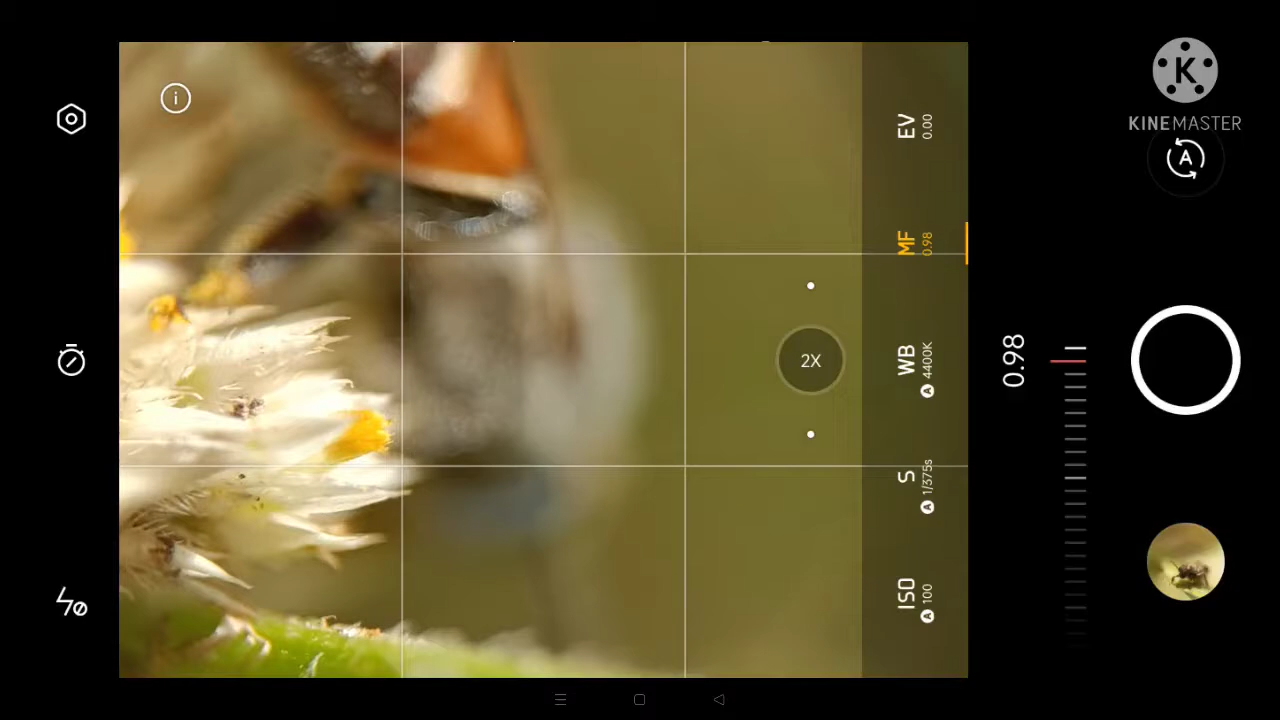 KINEMASTER
EV
0.00
MF
0.98
WB
A 4400K
S
A 1/375s
ISO
A 100
2X
0.98
A
K
i